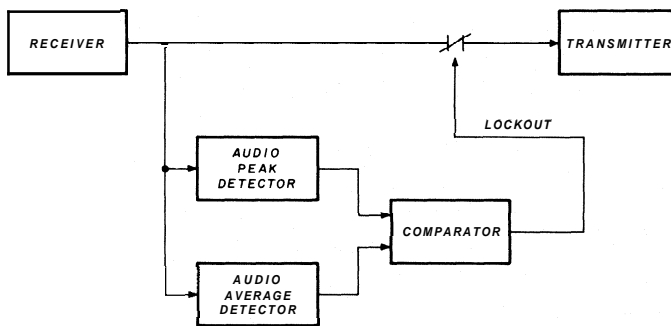 RECEIVER
TRANSMITTER
LOCKOUT
AUDIO
PEAK
DETECTOR
COMPARATOR
AUDIO
AVERAGE
DETECTOR